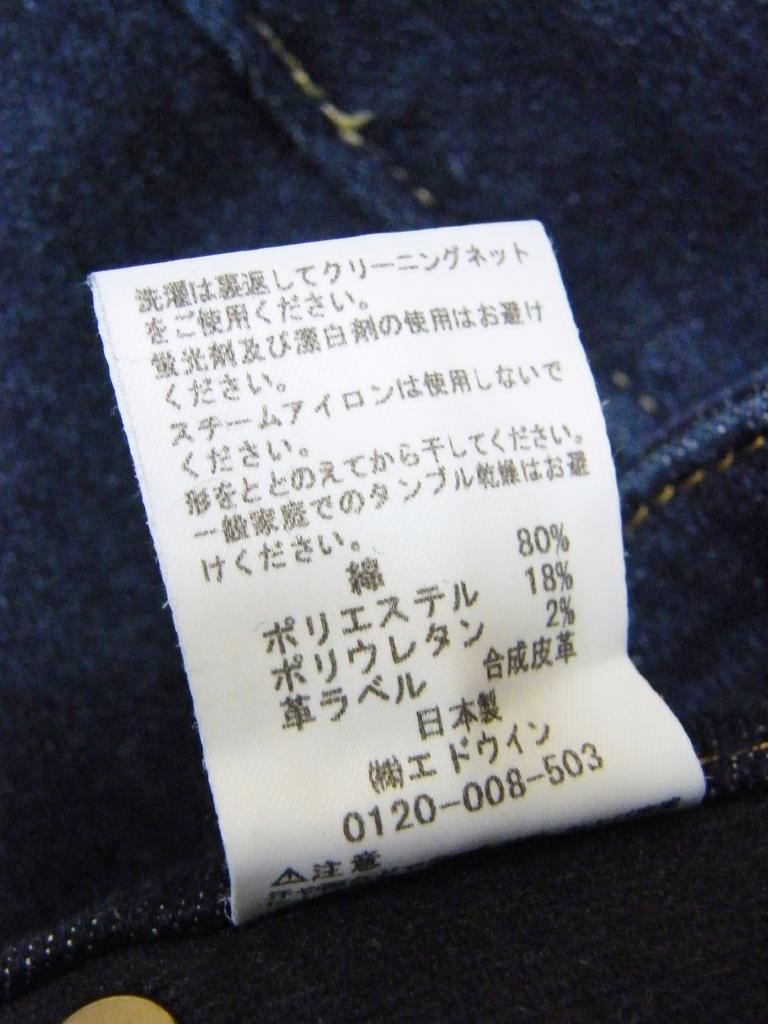 洗濯は裏返してクリーニングネット
をご使用ください。
蛍光剤及び漂白剤の使用はお避け
ください。
スチームアイロンは使用しないで
ください。
形をととのえてから干してください。
一般家庭でのタンブル乾燥はお避
けください。
綿 80%
ポリエステル 18%
ポリウレタン 2%
革ラベル 合成皮革
日本製
㈱エドウイン
0120-008-503
⚠注意